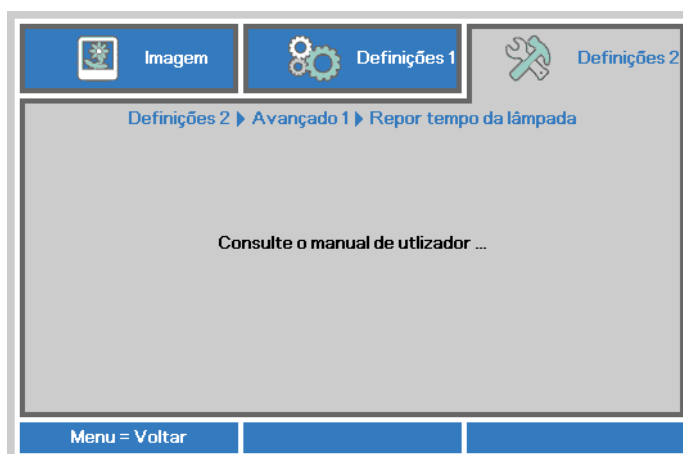 Imagem
Definições 1
Definições 2
Definições 2 Avançado 1 Repor tempo da lâmpada
Consulte o manual de utlizador ...
Menu = Voltar